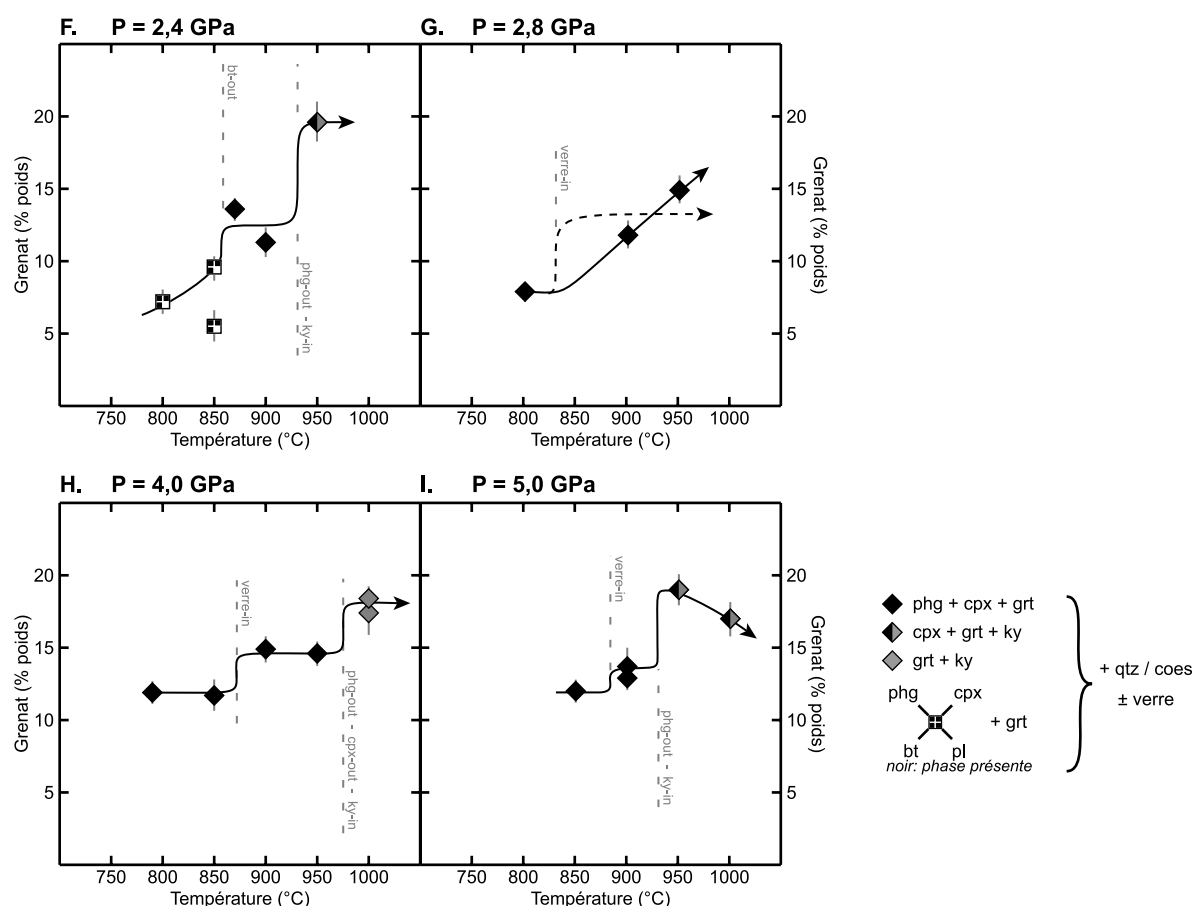 F. P = 2,4 GPa
G. P = 2,8 GPa
Grenat (% poids)
20
15
10
5
bt-out
phg-out - ky-in
750 800 850 900 950 1000
Température (°C)
verre-in
20
15
10
5
Grenat (% poids)
750 800 850 900 950 1000
Température (°C)
H. P = 4,0 GPa
I. P = 5,0 GPa
Grenat (% poids)
20
15
10
5
verre-in
phg-out - cpx-out - ky-in
750 800 850 900 950 1000
Température (°C)
verre-in
phg-out - ky-in
20
15
10
5
Grenat (% poids)
750 800 850 900 950 1000
Température (°C)
phg + cpx + grt
cpx + grt + ky
grt + ky
phg cpx
+ grt
bt pl
noir: phase présente
+ qtz / coes
± verre